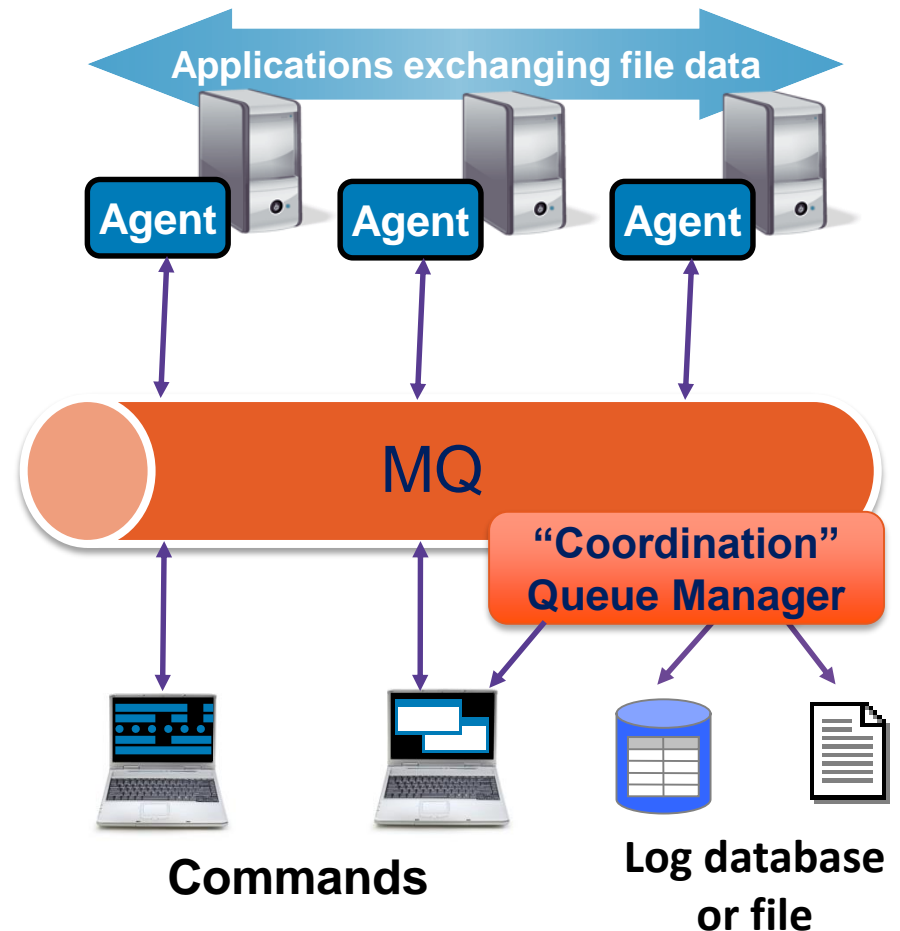 Applications exchanging file data
Agent
Agent
Agent
MQ
“Coordination”
Queue Manager
Commands
Log database
or file